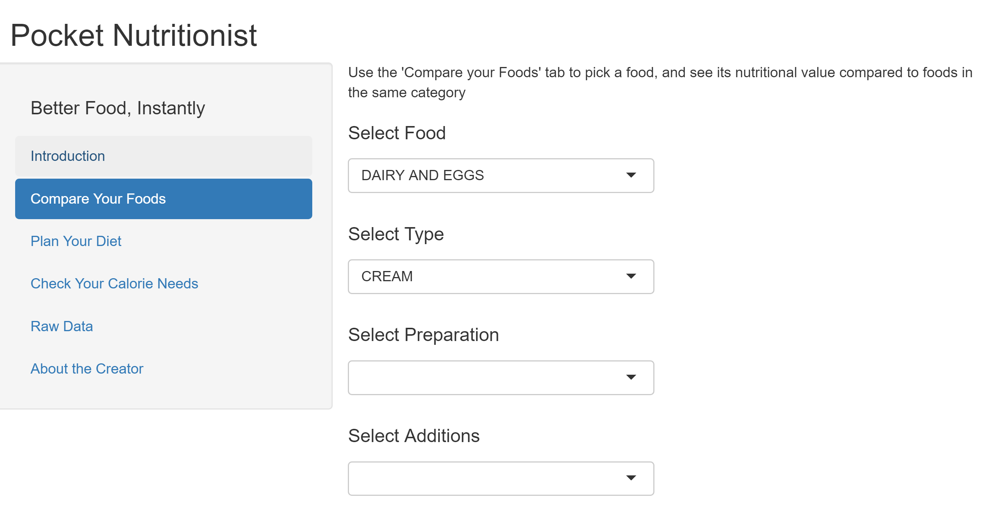 Pocket Nutritionist
Better Food, Instantly
Introduction
Compare Your Foods
Plan Your Diet
Check Your Calorie Needs
Raw Data
About the Creator
Use the 'Compare your Foods' tab to pick a food, and see its nutritional value compared to foods in
the same category
Select Food
DAIRY AND EGGS
Select Type
CREAM
Select Preparation
Select Additions